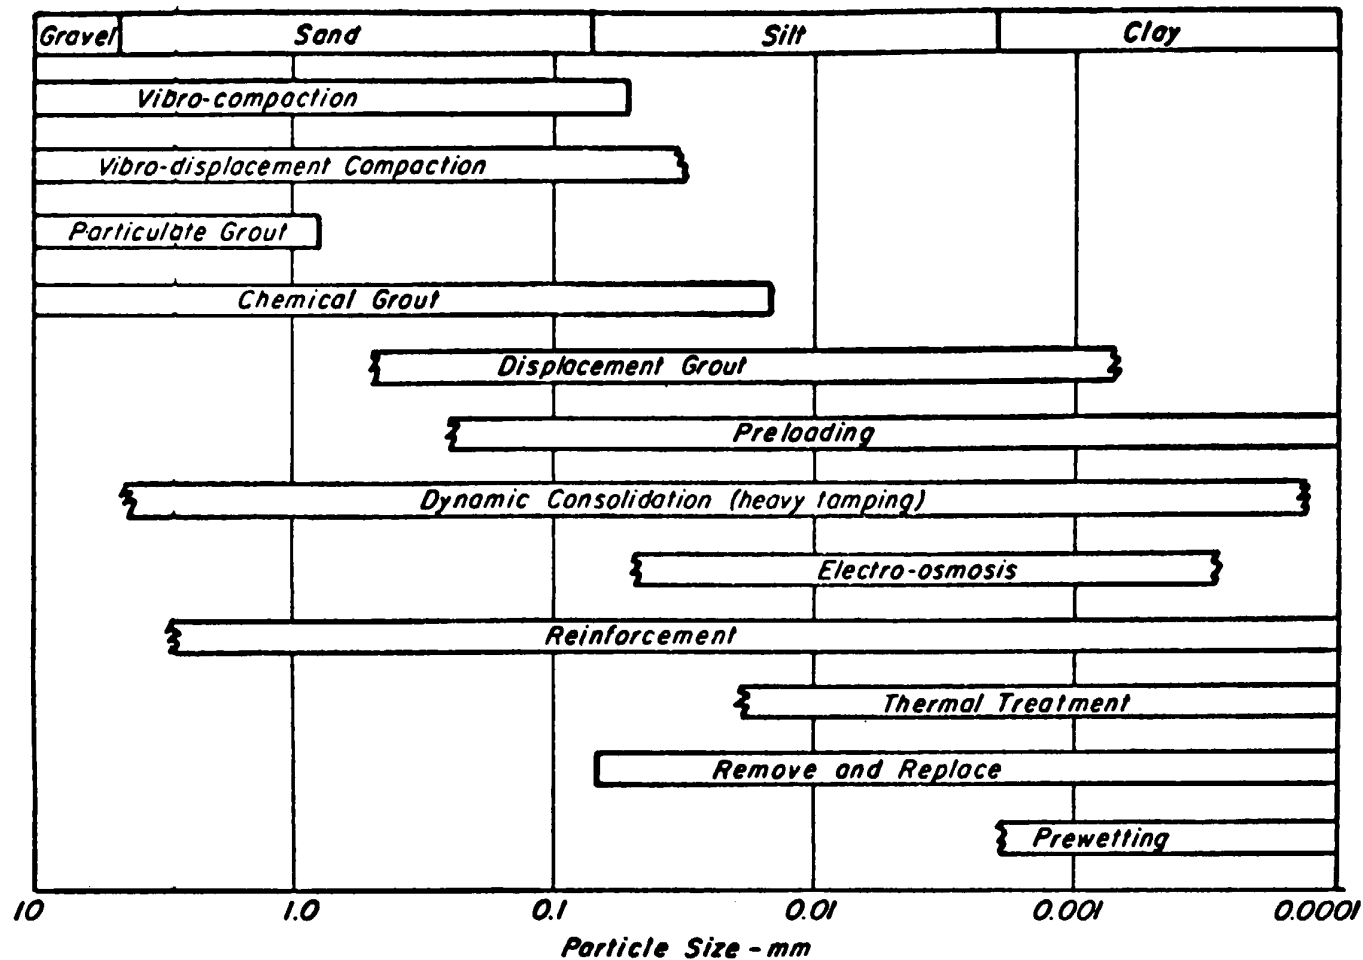 Gravel Sand Silt Clay
Vibro-compaction
Vibro-displacement Compaction
Particulate Grout
Chemical Grout
Displacement Grout
Preloading
Dynamic Consolidation (heavy tamping)
Electro-osmosis
Reinforcement
Thermal Treatment
Remove and Replace
Prewetting
10 1.0 0.1 0.01 0.001 0.0001
Particle Size - mm